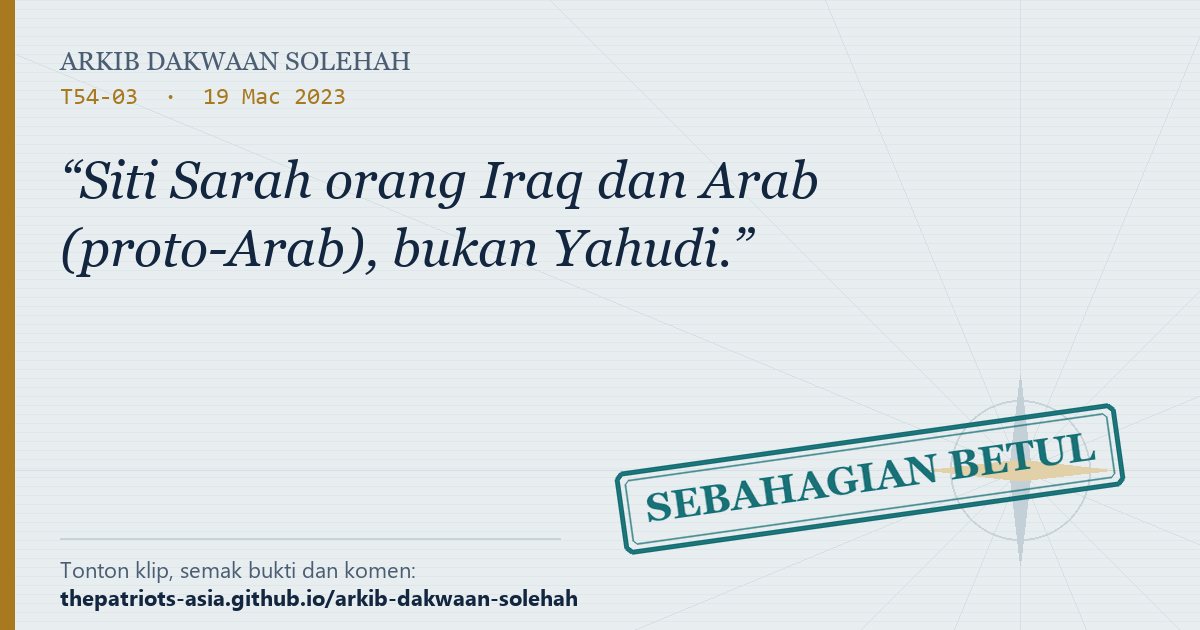 ARKIB DAKWAAN SOLEHAH
T54-03 · 19 Mac 2023
“Siti Sarah orang Iraq dan Arab
(proto-Arab), bukan Yahudi.”
SEBAHAGIAN BETUL
Tonton klip, semak bukti dan komen:
thepatriots-asia.github.io/arkib-dakwaan-solehah